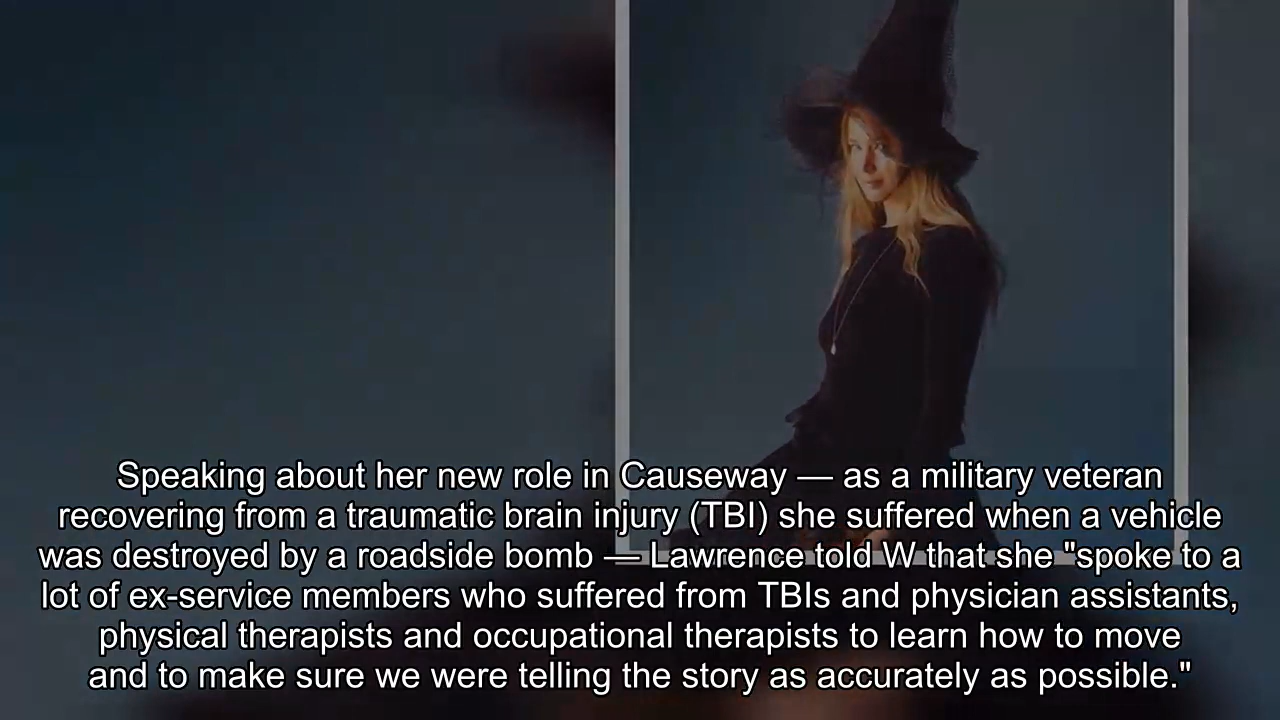 Speaking about her new role in Causeway — as a military veteran
recovering from a traumatic brain injury (TBI) she suffered when a vehicle
was destroyed by a roadside bomb — Lawrence told W that she "spoke to a
lot of ex-service members who suffered from TBIs and physician assistants,
physical therapists and occupational therapists to learn how to move
and to make sure we were telling the story as accurately as possible."